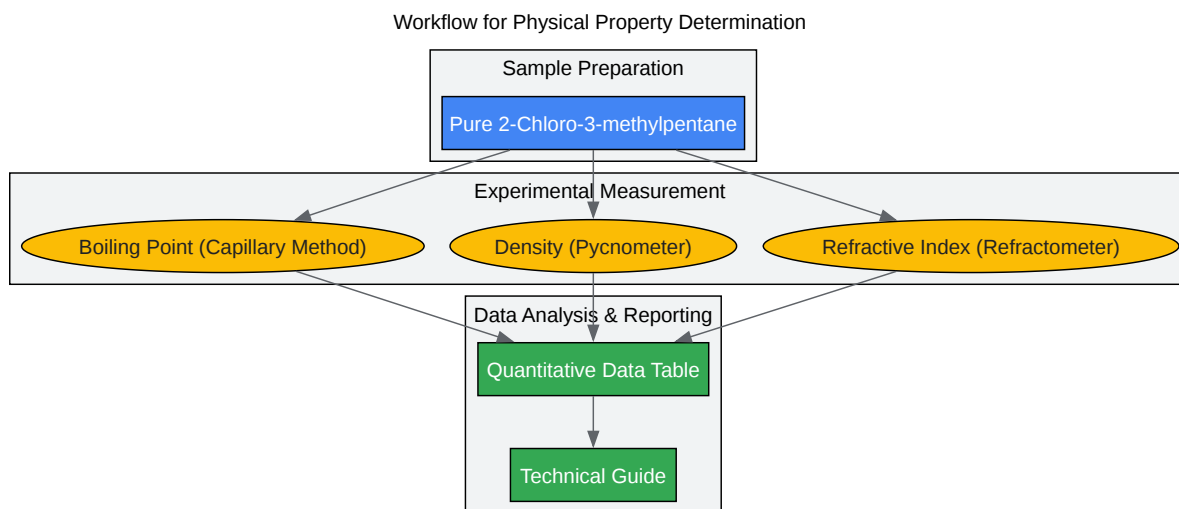 Workflow for Physical Property Determination
Sample Preparation
Pure 2-Chloro-3-methylpentane
Experimental Measurement
Boiling Point (Capillary Method)
Density (Pycnometer)
Refractive Index (Refractometer)
Data Analysis & Reporting
Quantitative Data Table
Technical Guide